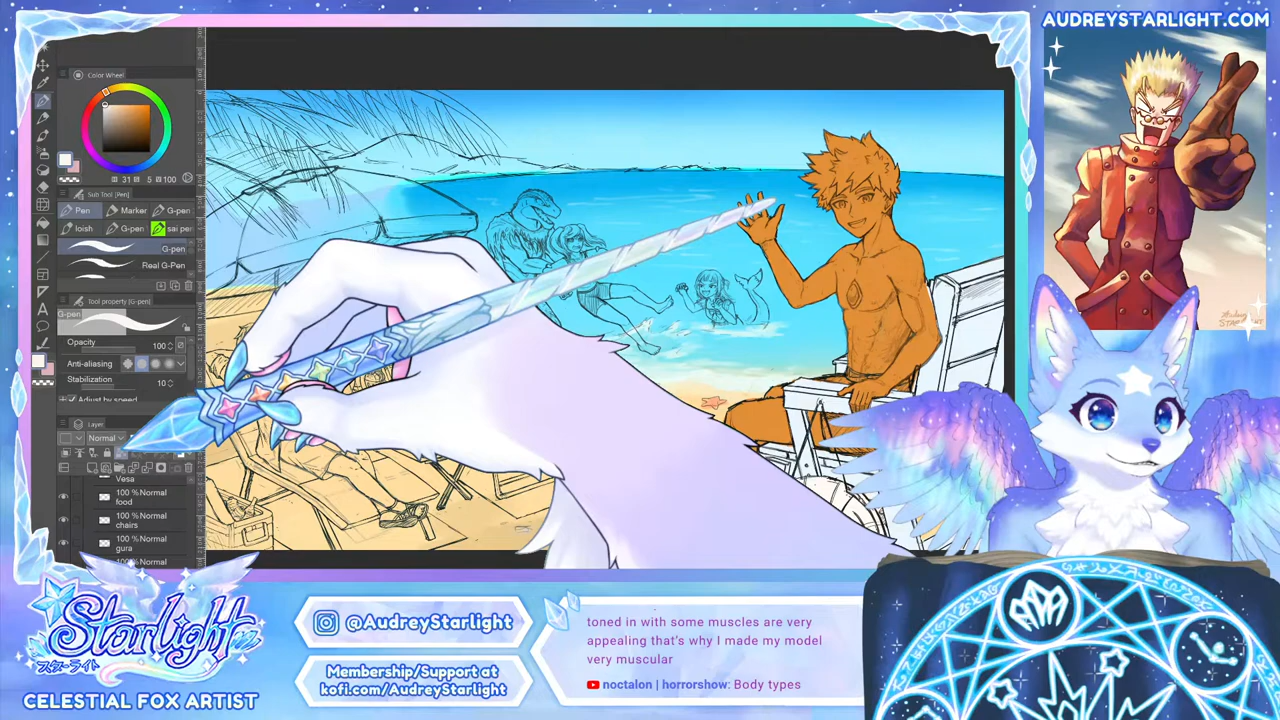 AUDREYSTARLIGHT.COM
Color Wheel
31 5 100
Sub Tool [Pen]
Pen Marker G-pen
loish G-pen sai pe
G-pen
Real G-Pen
Tool property [G-pen]
G-pen
Opacity 100
Anti-aliasing
Stabilization
10
Adjust by speed
Layer
Normal
Vesa
100 % Normal
food
100 % Normal
chairs
100 % Normal
gura
100 % Normal
Starlight
スターライト
CELESTIAL FOX ARTIST
@AudreyStarlight
Membership/Support at
kofi.com/AudreyStarlight
toned in with some muscles are very
appealing that's why I made my model
very muscular
noctalon | horrorshow: Body types